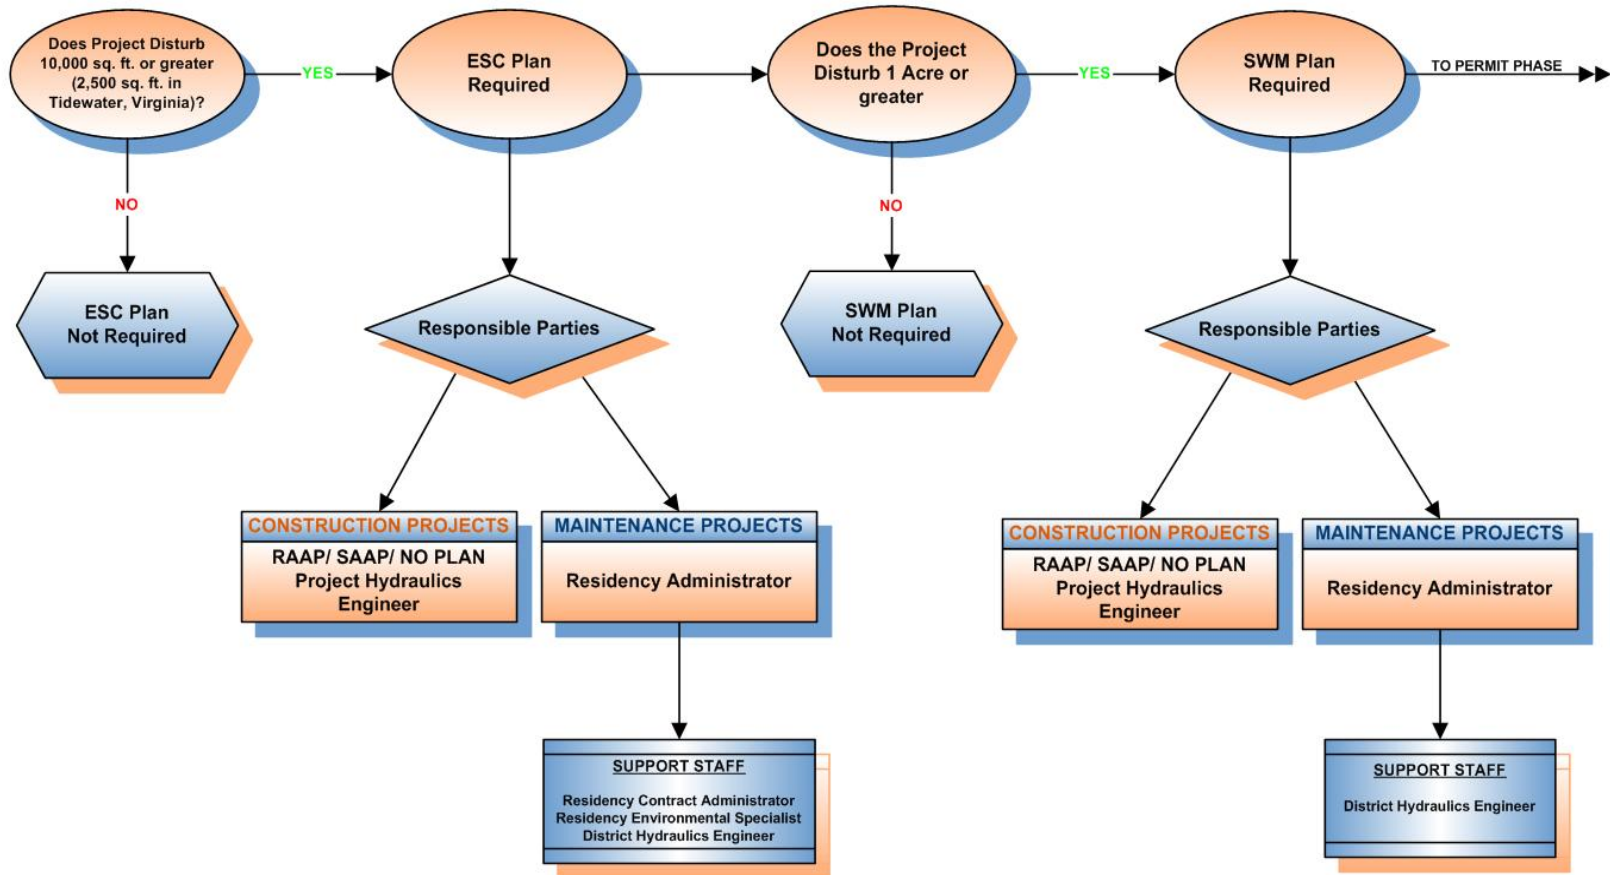 Does Project Disturb
10,000 sq. ft. or greater
(2,500 sq. ft. in
Tidewater, Virginia)?
YES
ESC Plan
Required
Does the Project
Disturb 1 Acre or
greater
YES
SWM Plan
Required
TO PERMIT PHASE
NO
NO
ESC Plan
Not Required
Responsible Parties
SWM Plan
Not Required
Responsible Parties
CONSTRUCTION PROJECTS
RAAP/ SAAP/ NO PLAN
Project Hydraulics
Engineer
MAINTENANCE PROJECTS
Residency Administrator
CONSTRUCTION PROJECTS
RAAP/ SAAP/ NO PLAN
Project Hydraulics
Engineer
MAINTENANCE PROJECTS
Residency Administrator
SUPPORT STAFF
Residency Contract Administrator
Residency Environmental Specialist
District Hydraulics Engineer
SUPPORT STAFF
District Hydraulics Engineer